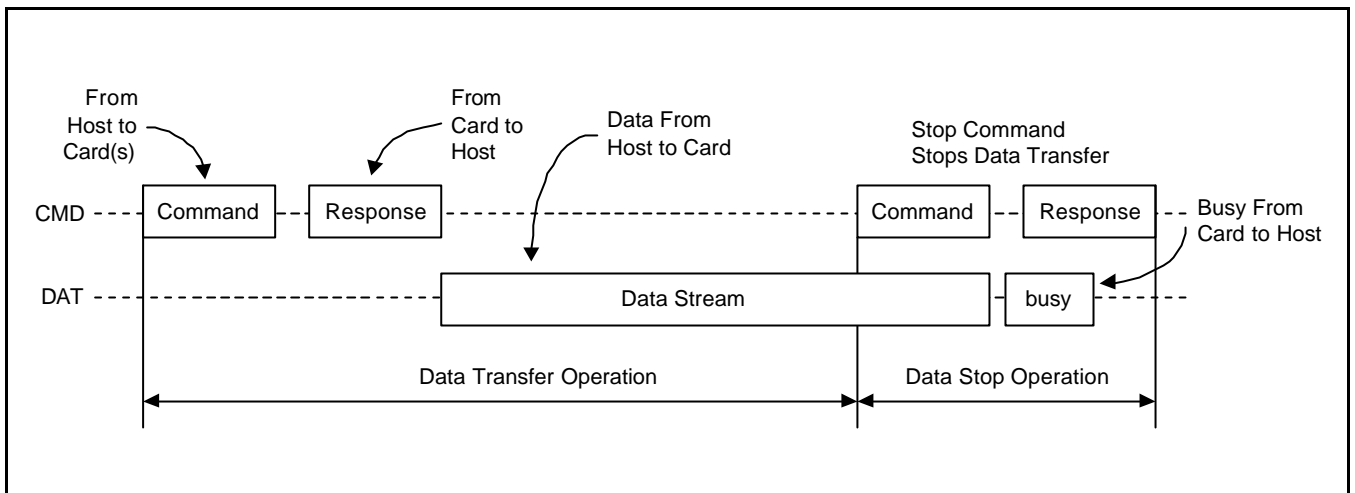 From
Host to
Card(s)
From
Card to
Host
Data From
Host to Card
Stop Command
Stops Data Transfer
CMD
Command
Response
Command
Response
Busy From
Card to Host
DAT
Data Stream
busy
Data Transfer Operation
Data Stop Operation